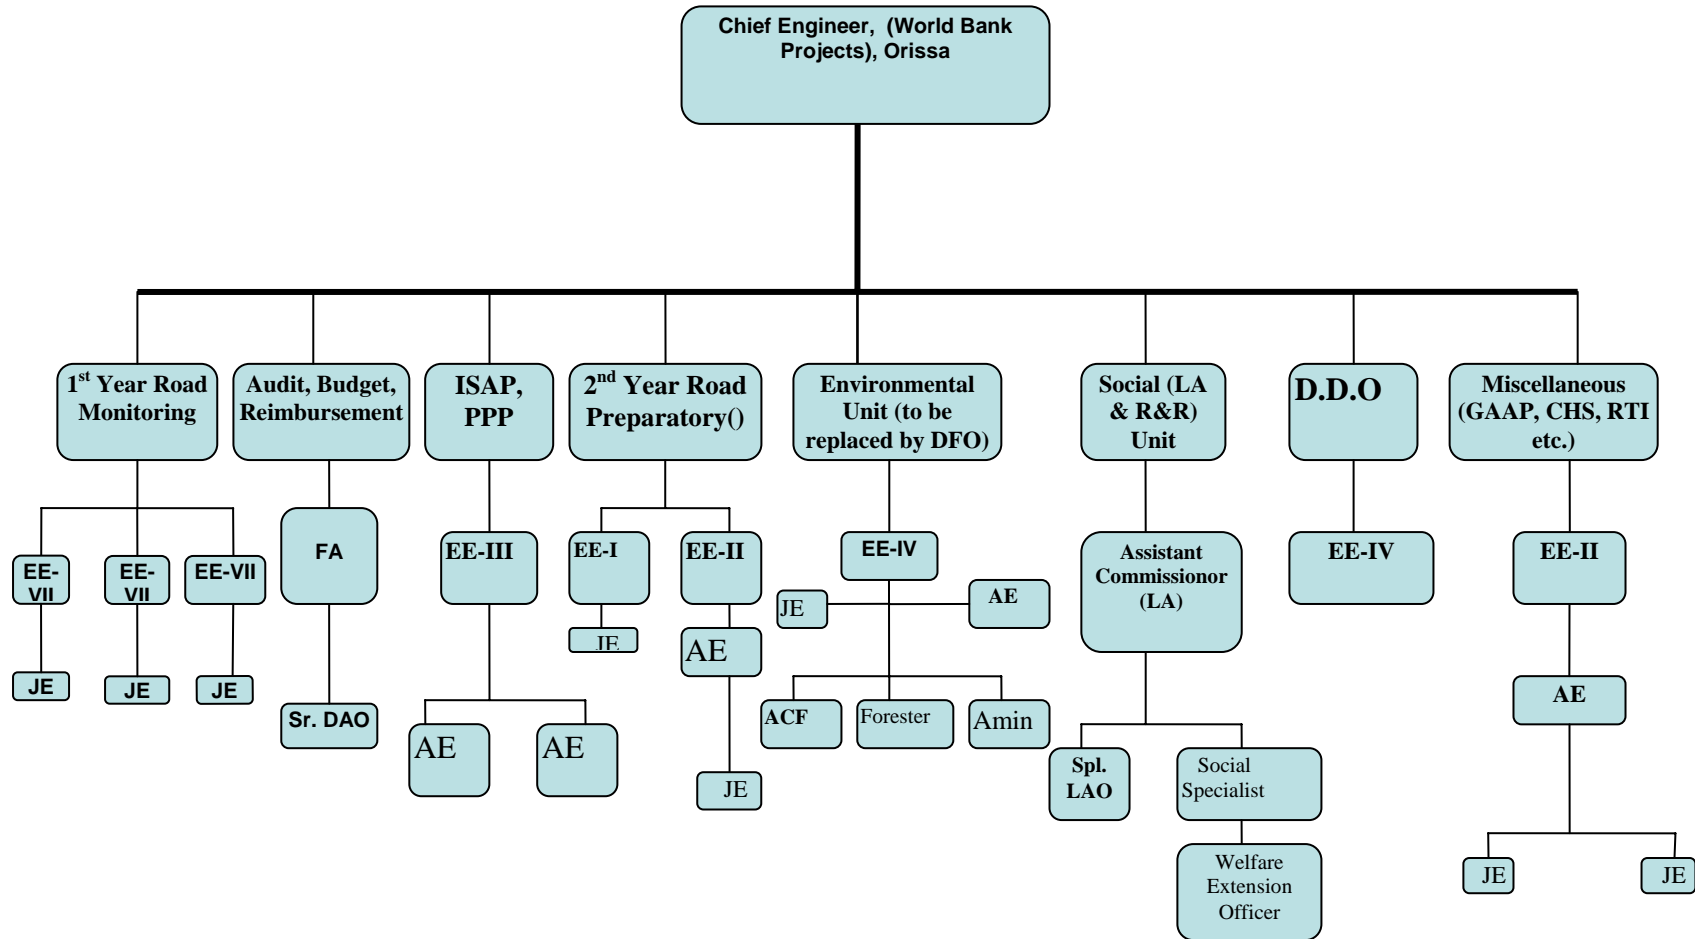 Chief Engineer, (World Bank
Projects), Orissa
1st Year Road
Monitoring
Audit, Budget,
Reimbursement
ISAP,
PPP
2nd Year Road
Preparatory()
Environmental
Unit (to be
replaced by DFO)
Social (LA
& R&R)
Unit
D.D.O
Miscellaneous
(GAAP, CHS, RTI
etc.)
EE-
VII
EE-
VII
EE-VII
FA
EE-III
EE-I
EE-II
EE-IV
Assistant
Commissionor
(LA)
EE-IV
EE-II
JE
AE
JE
AE
JE
JE
JE
Sr. DAO
AE
AE
JE
ACF
Forester
Amin
Spl.
LAO
Social
Specialist
Welfare
Extension
Officer
AE
JE
JE